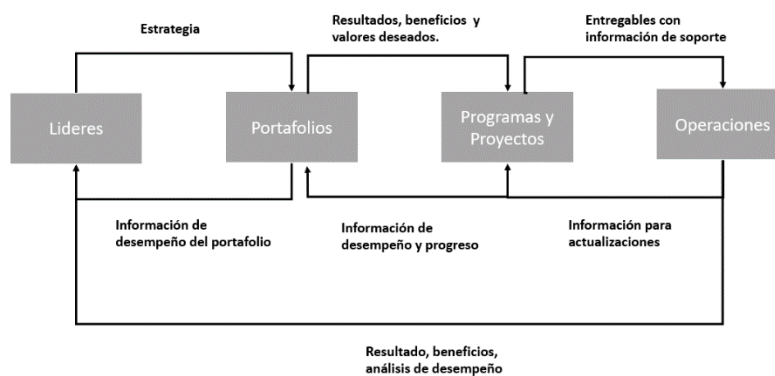 Estrategia
Resultados, beneficios y
valores deseados.
Entregables con
información de soporte
Lideres
Portafolios
Programas y
Proyectos
Operaciones
Información de
desempeño del portafolio
Información de
desempeño y progreso
Información para
actualizaciones
Resultado, beneficios,
análisis de desempeño